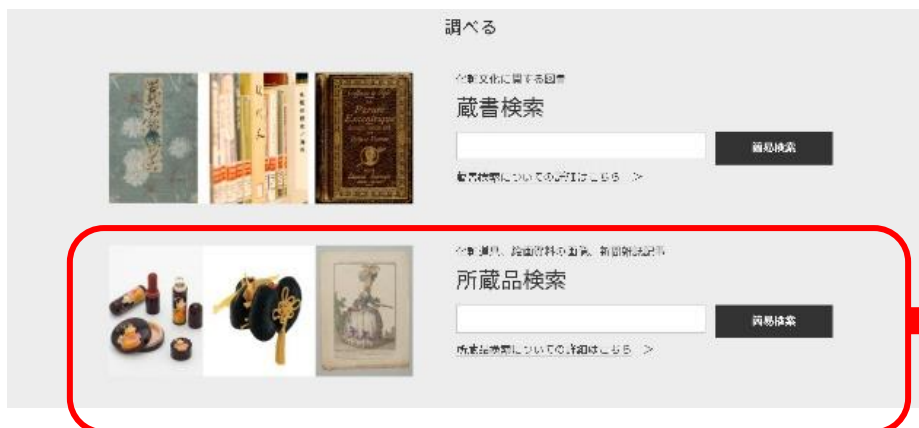 調べる
化粧文化に関する図書
蔵書検索
簡易検索
蔵書検索についての詳細はこちら ＞
化粧道具、絵画資料の画像、新聞雑誌記事
所蔵品検索
簡易検索
所蔵品検索についての詳細はこちら ＞